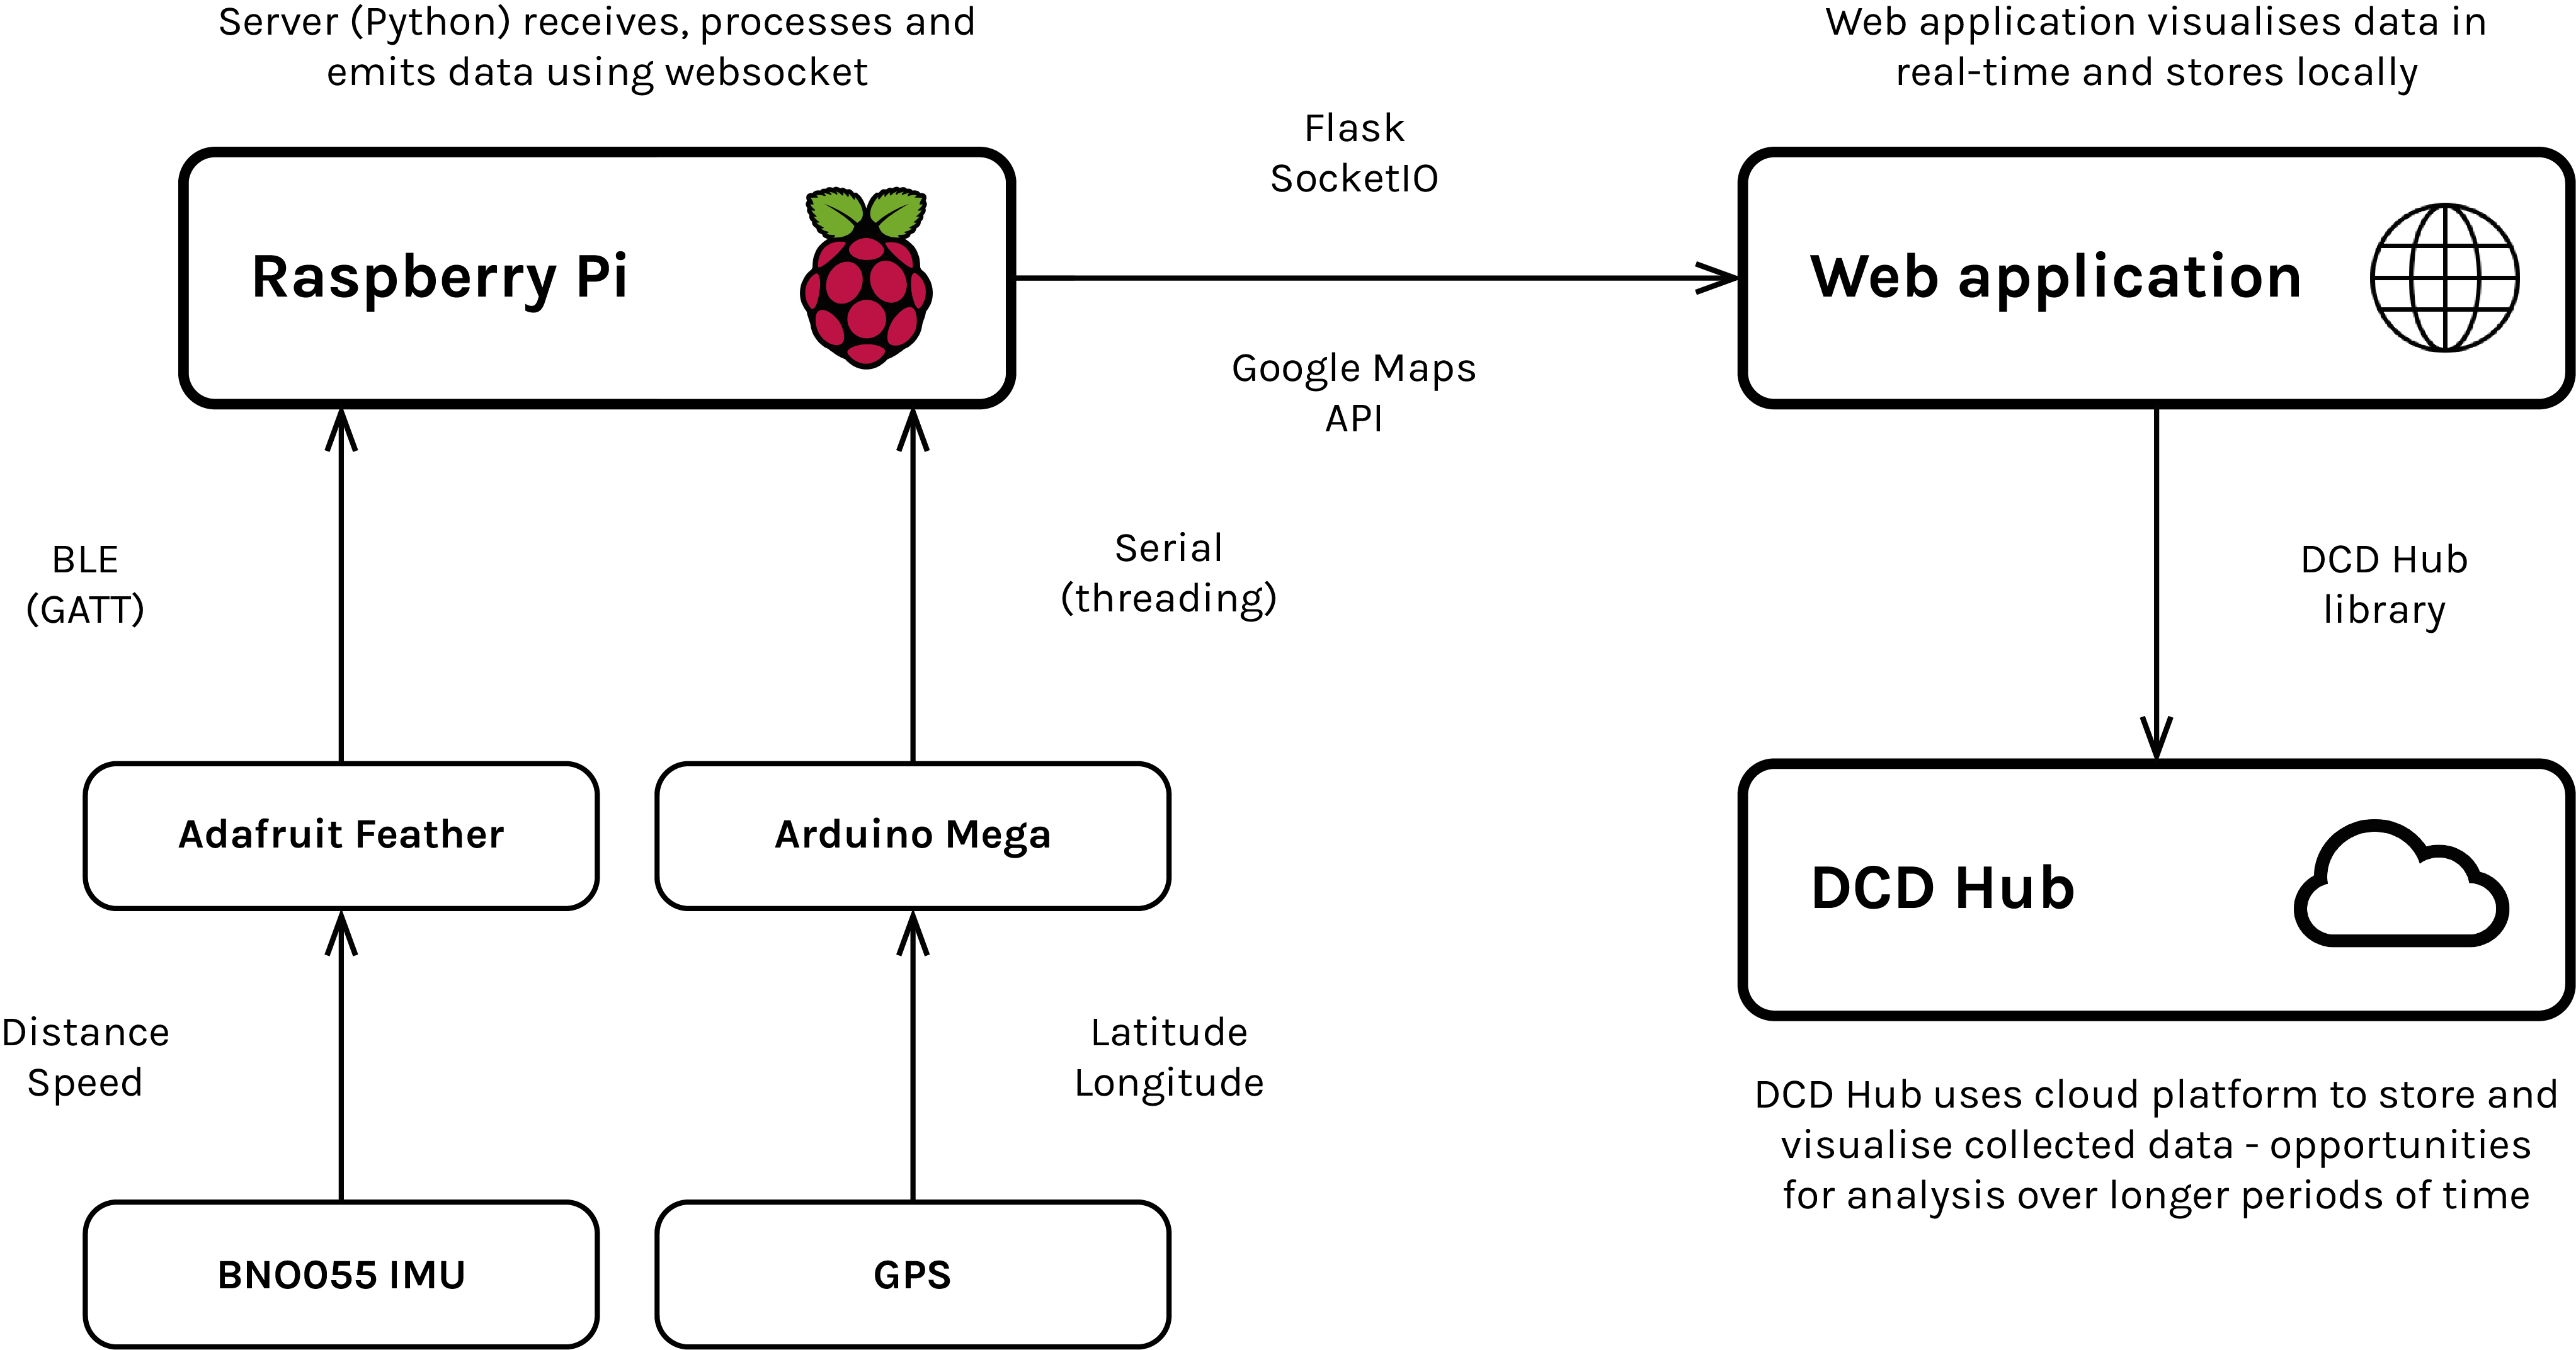 Server (Python) receives, processes and
emits data using websocket
Web application visualises data in
real-time and stores locally
Flask
SocketIO
Raspberry Pi
Web application
Google Maps
API
BLE
(GATT)
Serial
(threading)
DCD Hub
library
Adafruit Feather
Arduino Mega
DCD Hub
Distance
Speed
Latitude
Longitude
DCD Hub uses cloud platform to store and
visualise collected data - opportunities
for analysis over longer periods of time
BNO055 IMU
GPS